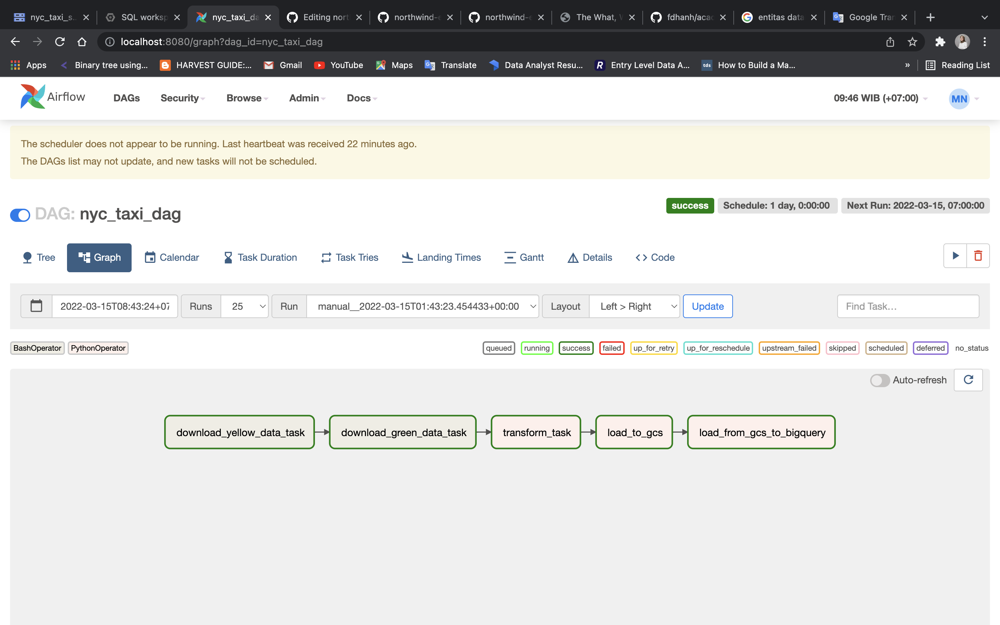 nyc_taxi_s..
SQL worksp
nyc_taxi_da
Editing nort
northwind-e
northwind-e
The What, W
fdhanh/acad
entitas data
Google Tran
localhost:8080/graph?dag_id=nyc_taxi_dag
Apps
Binary tree using...
HARVEST GUIDE:...
Gmail
YouTube
Maps
Translate
Data Analyst Resu...
R
Entry Level Data A...
tds
How to Build a Ma...
»
Reading List
Airflow
DAGs
Security
Browse
Admin
Docs
09:46 WIB (+07:00)
MN
The scheduler does not appear to be running. Last heartbeat was received 22 minutes ago.
The DAGs list may not update, and new tasks will not be scheduled.
DAG: nyc_taxi_dag
success
Schedule: 1 day, 0:00:00
Next Run: 2022-03-15, 07:00:00
Tree
Graph
Calendar
Task Duration
Task Tries
Landing Times
Gantt
Details
Code
2022-03-15T08:43:24+07
Runs
25
Run
manual__2022-03-15T01:43:23.454433+00:00
Layout
Left > Right
Update
Find Task…
BashOperator
PythonOperator
queued
running
success
failed
up_for_retry
up_for_reschedule
upstream_failed
skipped
scheduled
deferred
no_status
Auto-refresh
download_yellow_data_task
download_green_data_task
transform_task
load_to_gcs
load_from_gcs_to_bigquery